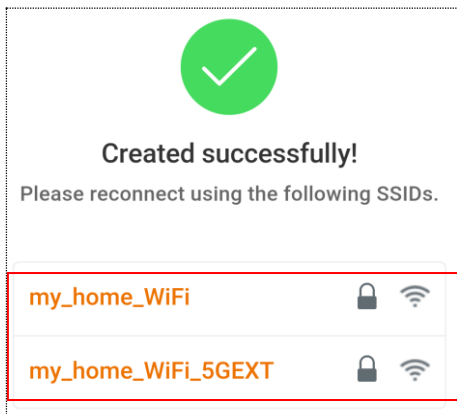 Created successfully!
Please reconnect using the following SSIDs.
my_home_WiFi
my_home_WiFi_5GEXT